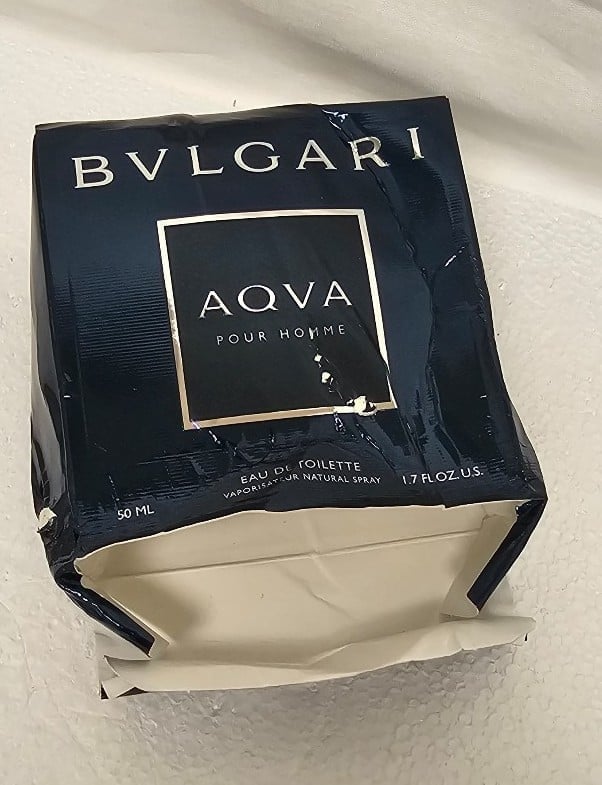 BVLGARI
AQVA
POUR HOMME
EAU DE TOILETTE
VAPORISATEUR NATURAL SPRAY
50 ML
1.7 FL.OZ. U.S.